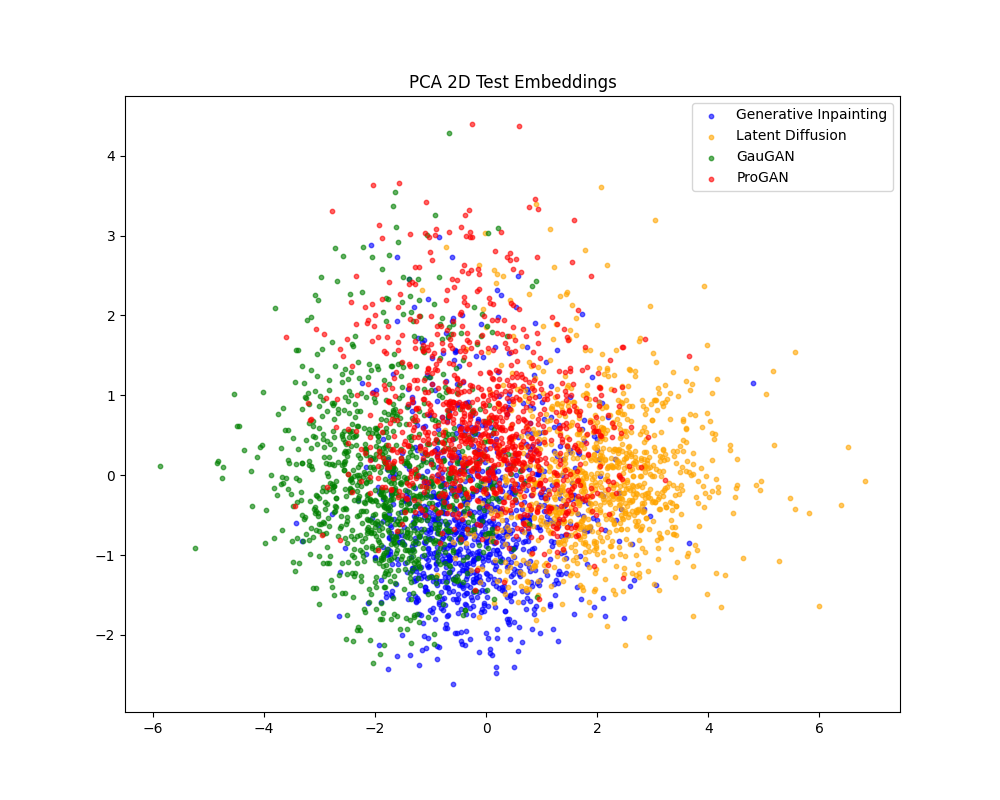 PCA 2D Test Embeddings
Generative Inpainting
Latent Diffusion
GauGAN
ProGAN
4
3
2
1
0
−1
−2
−6
−4
−2
0
2
4
6